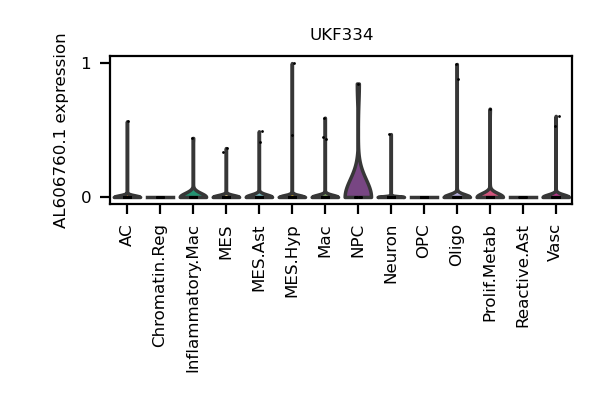 UKF334
AL606760.1 expression
1
0
AC
Chromatin.Reg
Inflammatory.Mac
MES
MES.Ast
MES.Hyp
Mac
NPC
Neuron
OPC
Oligo
Prolif.Metab
Reactive.Ast
Vasc